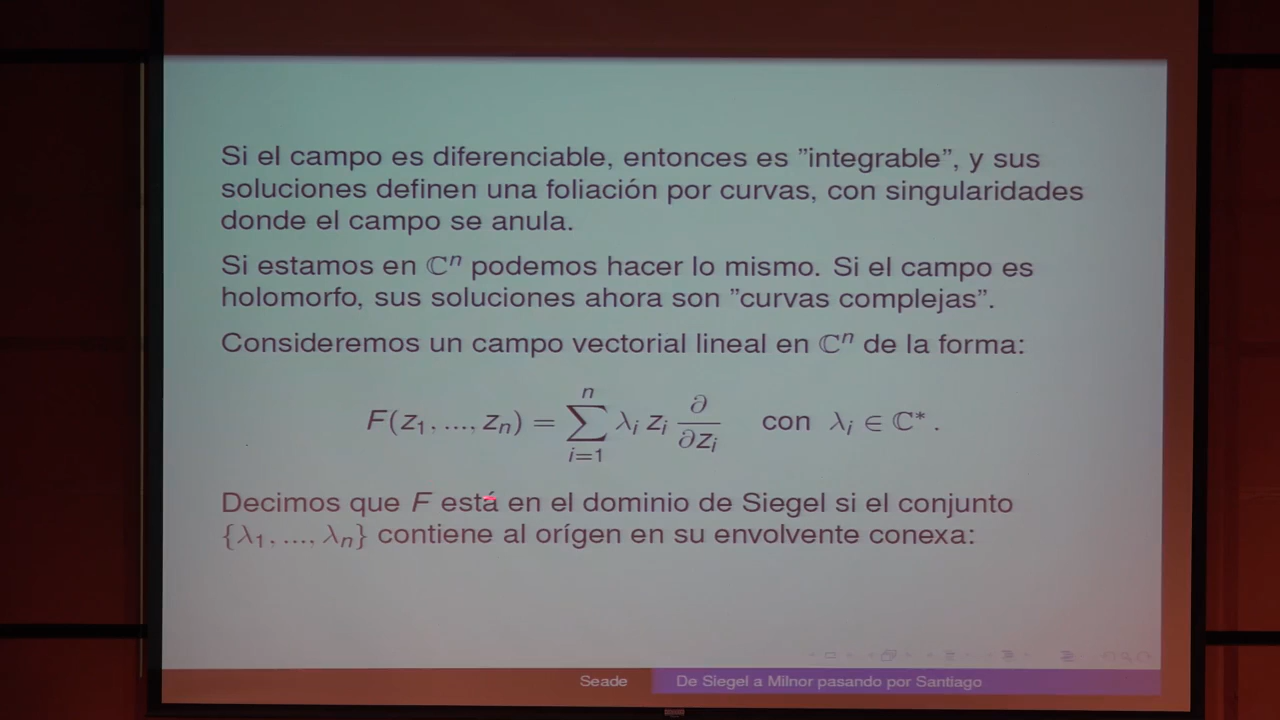 Si el campo es diferenciable, entonces es ”integrable”, y sus
soluciones definen una foliación por curvas, con singularidades
donde el campo se anula.
Si estamos en ℂⁿ podemos hacer lo mismo. Si el campo es
holomorfo, sus soluciones ahora son ”curvas complejas”.
Consideremos un campo vectorial lineal en ℂⁿ de la forma:
F(z₁, ..., zₙ) = ∑ᵢ₌₁ⁿ λᵢ zᵢ ∂/∂zᵢ con λᵢ ∈ ℂ* .
Decimos que F está en el dominio de Siegel si el conjunto
{λ₁, ..., λₙ} contiene al orígen en su envolvente conexa:
Seade De Siegel a Milnor pasando por Santiago